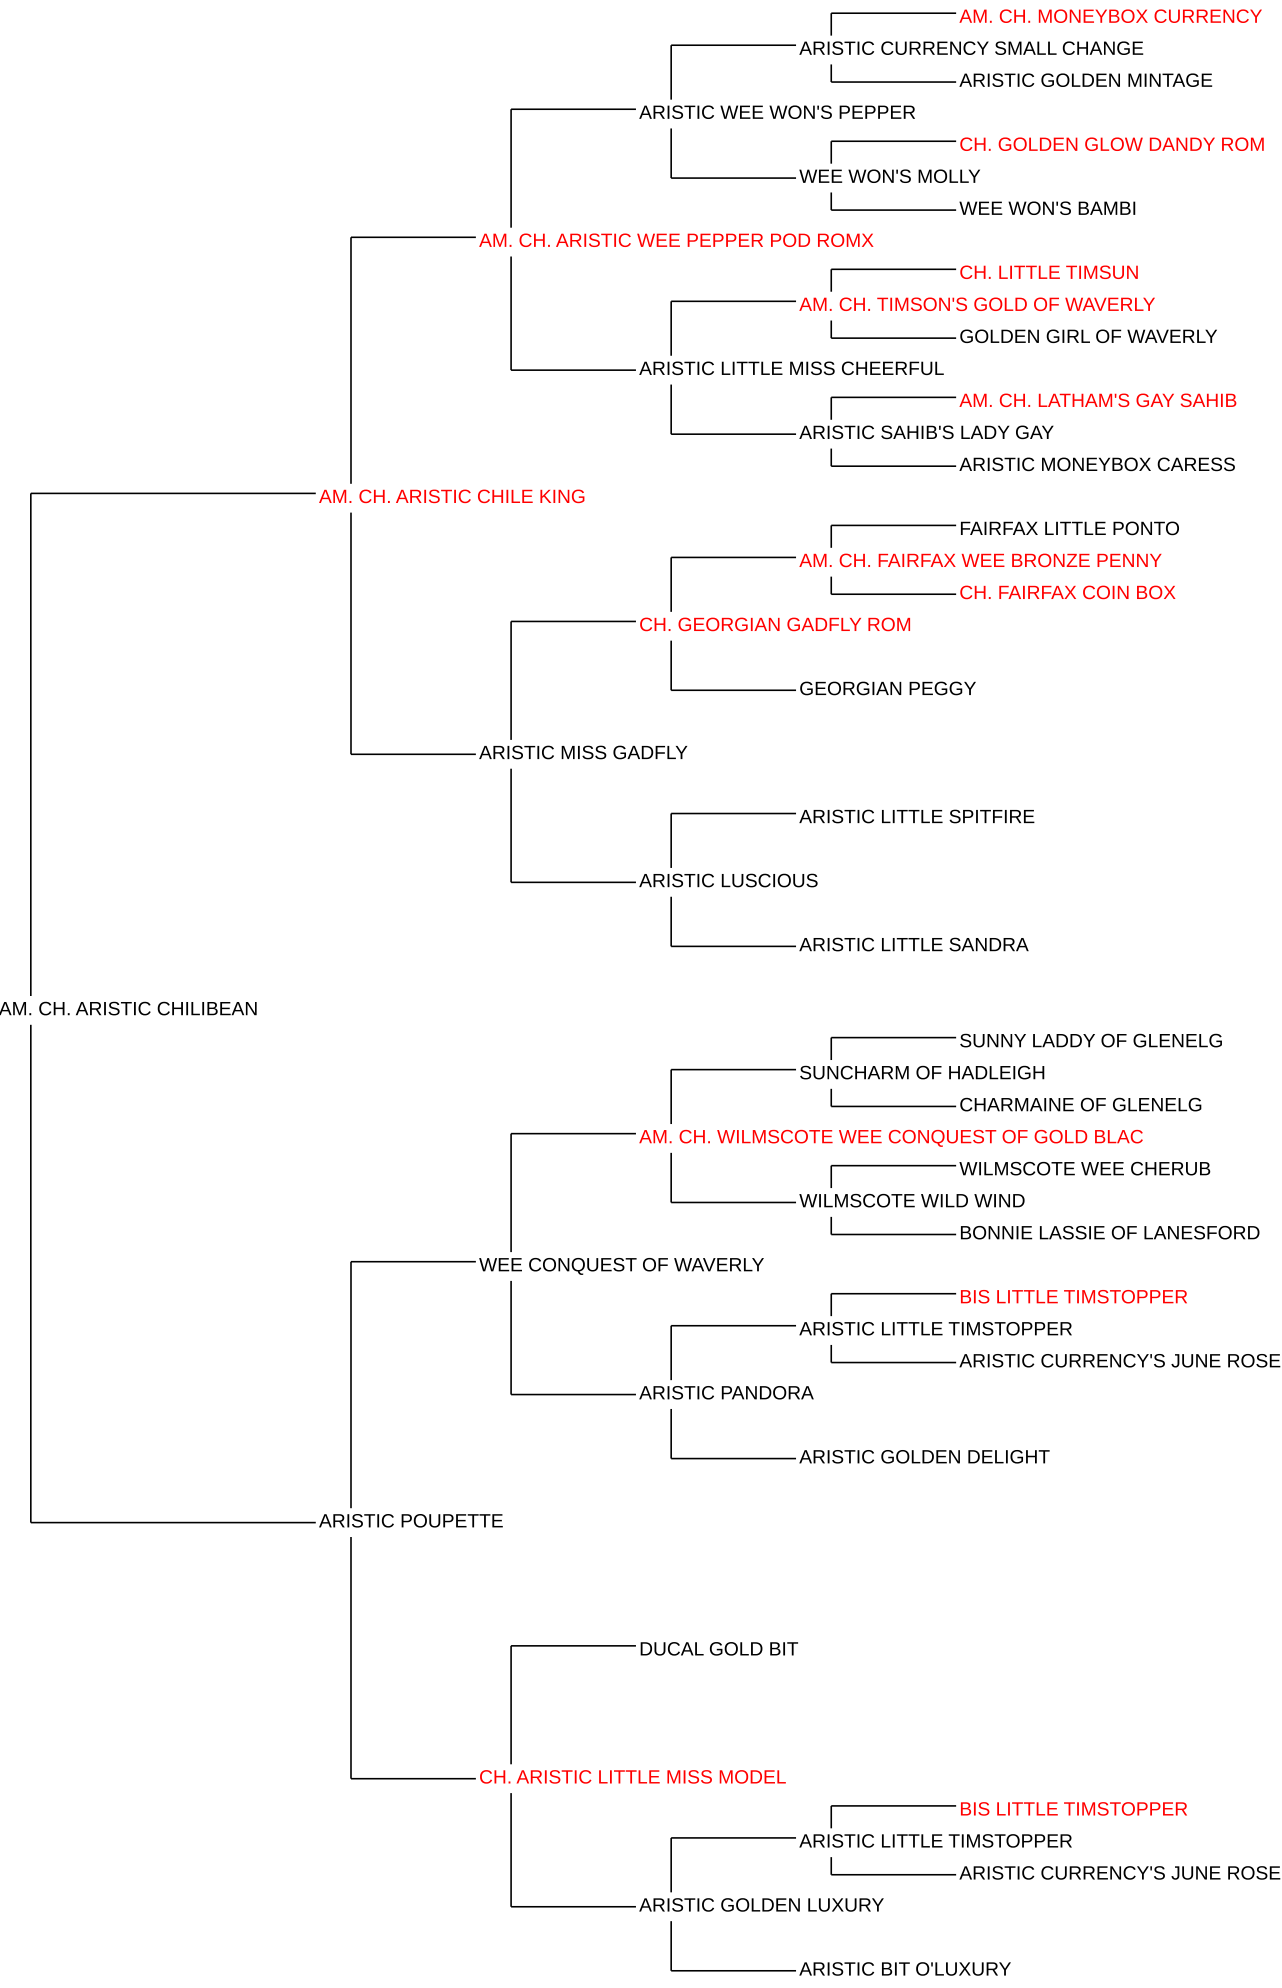 AM. CH. MONEYBOX CURRENCY
ARISTIC CURRENCY SMALL CHANGE
ARISTIC GOLDEN MINTAGE
ARISTIC WEE WON'S PEPPER
CH. GOLDEN GLOW DANDY ROM
WEE WON'S MOLLY
WEE WON'S BAMBI
AM. CH. ARISTIC WEE PEPPER POD ROMX
CH. LITTLE TIMSUN
AM. CH. TIMSON'S GOLD OF WAVERLY
GOLDEN GIRL OF WAVERLY
ARISTIC LITTLE MISS CHEERFUL
AM. CH. LATHAM'S GAY SAHIB
ARISTIC SAHIB'S LADY GAY
ARISTIC MONEYBOX CARESS
AM. CH. ARISTIC CHILE KING
FAIRFAX LITTLE PONTO
AM. CH. FAIRFAX WEE BRONZE PENNY
CH. FAIRFAX COIN BOX
CH. GEORGIAN GADFLY ROM
GEORGIAN PEGGY
ARISTIC MISS GADFLY
ARISTIC LITTLE SPITFIRE
ARISTIC LUSCIOUS
ARISTIC LITTLE SANDRA
AM. CH. ARISTIC CHILIBEAN
SUNNY LADDY OF GLENELG
SUNCHARM OF HADLEIGH
CHARMAINE OF GLENELG
AM. CH. WILMSCOTE WEE CONQUEST OF GOLD BLAC
WILMSCOTE WEE CHERUB
WILMSCOTE WILD WIND
BONNIE LASSIE OF LANESFORD
WEE CONQUEST OF WAVERLY
BIS LITTLE TIMSTOPPER
ARISTIC LITTLE TIMSTOPPER
ARISTIC CURRENCY'S JUNE ROSE
ARISTIC PANDORA
ARISTIC GOLDEN DELIGHT
ARISTIC POUPETTE
DUCAL GOLD BIT
CH. ARISTIC LITTLE MISS MODEL
BIS LITTLE TIMSTOPPER
ARISTIC LITTLE TIMSTOPPER
ARISTIC CURRENCY'S JUNE ROSE
ARISTIC GOLDEN LUXURY
ARISTIC BIT O'LUXURY